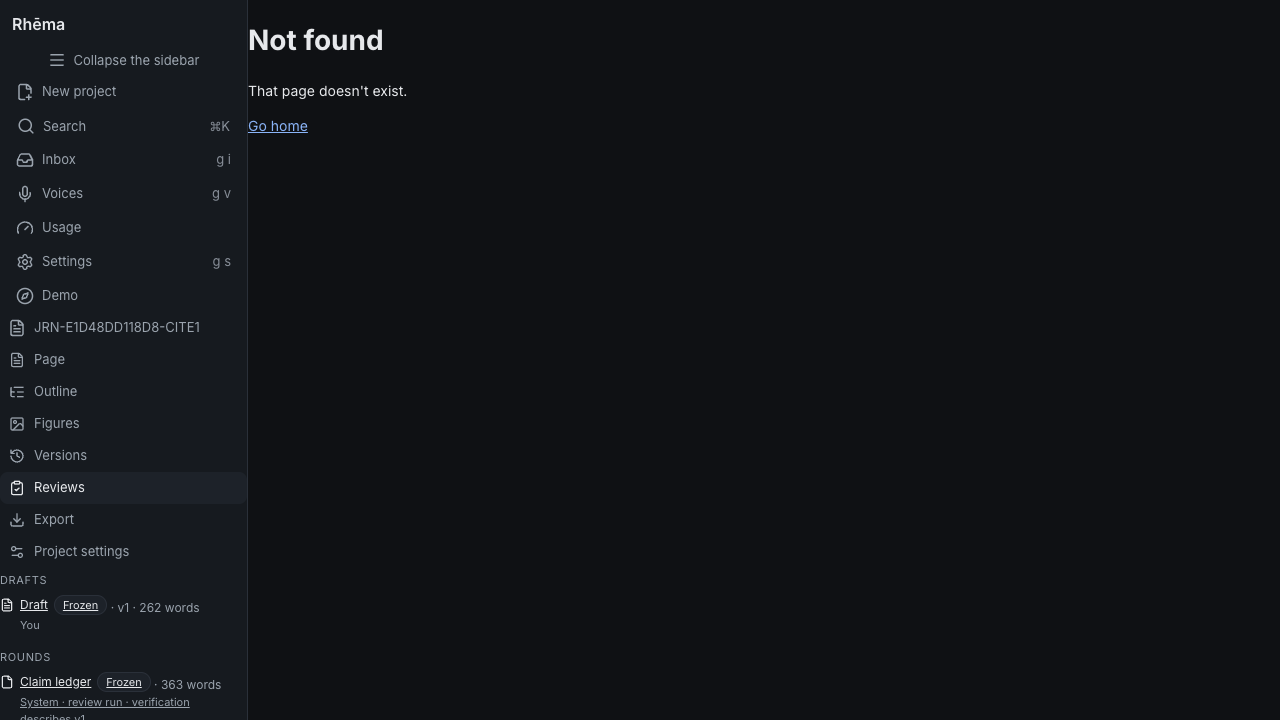 Rhēma
Collapse the sidebar
New project
Search ⌘K
Inbox g i
Voices g v
Usage
Settings g s
Demo
JRN-E1D48DD118D8-CITE1
Page
Outline
Figures
Versions
Reviews
Export
Project settings
DRAFTS
Draft Frozen · v1 · 262 words
You
ROUNDS
Claim ledger Frozen · 363 words
System · review run · verification
describes v1
Not found
That page doesn't exist.
Go home